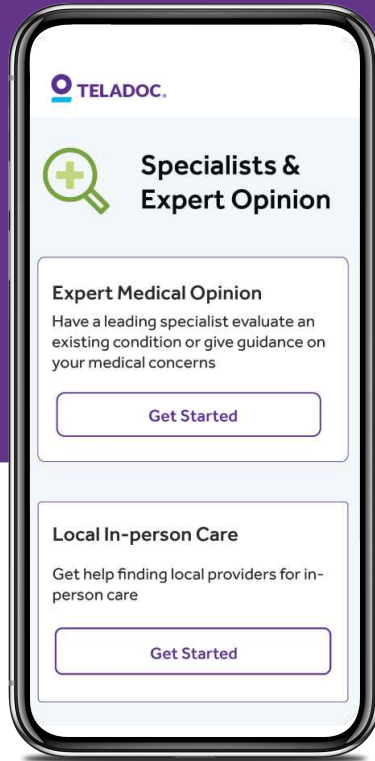 TELADOC.
Specialists &
Expert Opinion
Expert Medical Opinion
Have a leading specialist evaluate an
existing condition or give guidance on
your medical concerns
Get Started
Local In-person Care
Get help finding local providers for in-
person care
Get Started